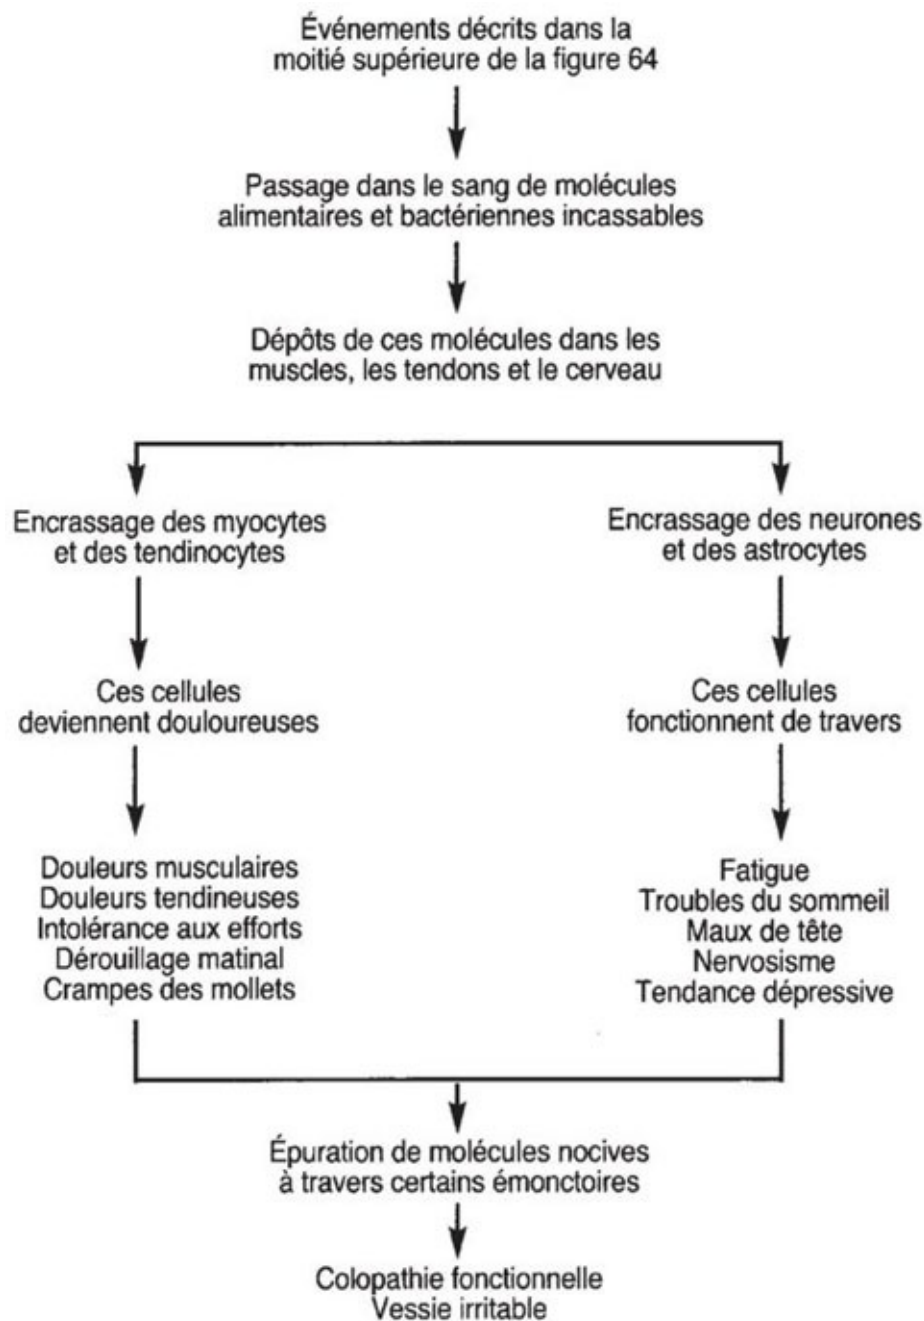 Événements décrits dans la
moitié supérieure de la figure 64
Passage dans le sang de molécules
alimentaires et bactériennes incassables
Dépôts de ces molécules dans les
muscles, les tendons et le cerveau
Encrassage des myocytes
et des tendinocytes
Ces cellules
deviennent douloureuses
Douleurs musculaires
Douleurs tendineuses
Intolérance aux efforts
Dérouillage matinal
Crampes des mollets
Encrassage des neurones
et des astrocytes
Ces cellules
fonctionnent de travers
Fatigue
Troubles du sommeil
Maux de tête
Nervosisme
Tendance dépressive
Épuration de molécules nocives
à travers certains émonctoires
Colopathie fonctionnelle
Vessie irritable